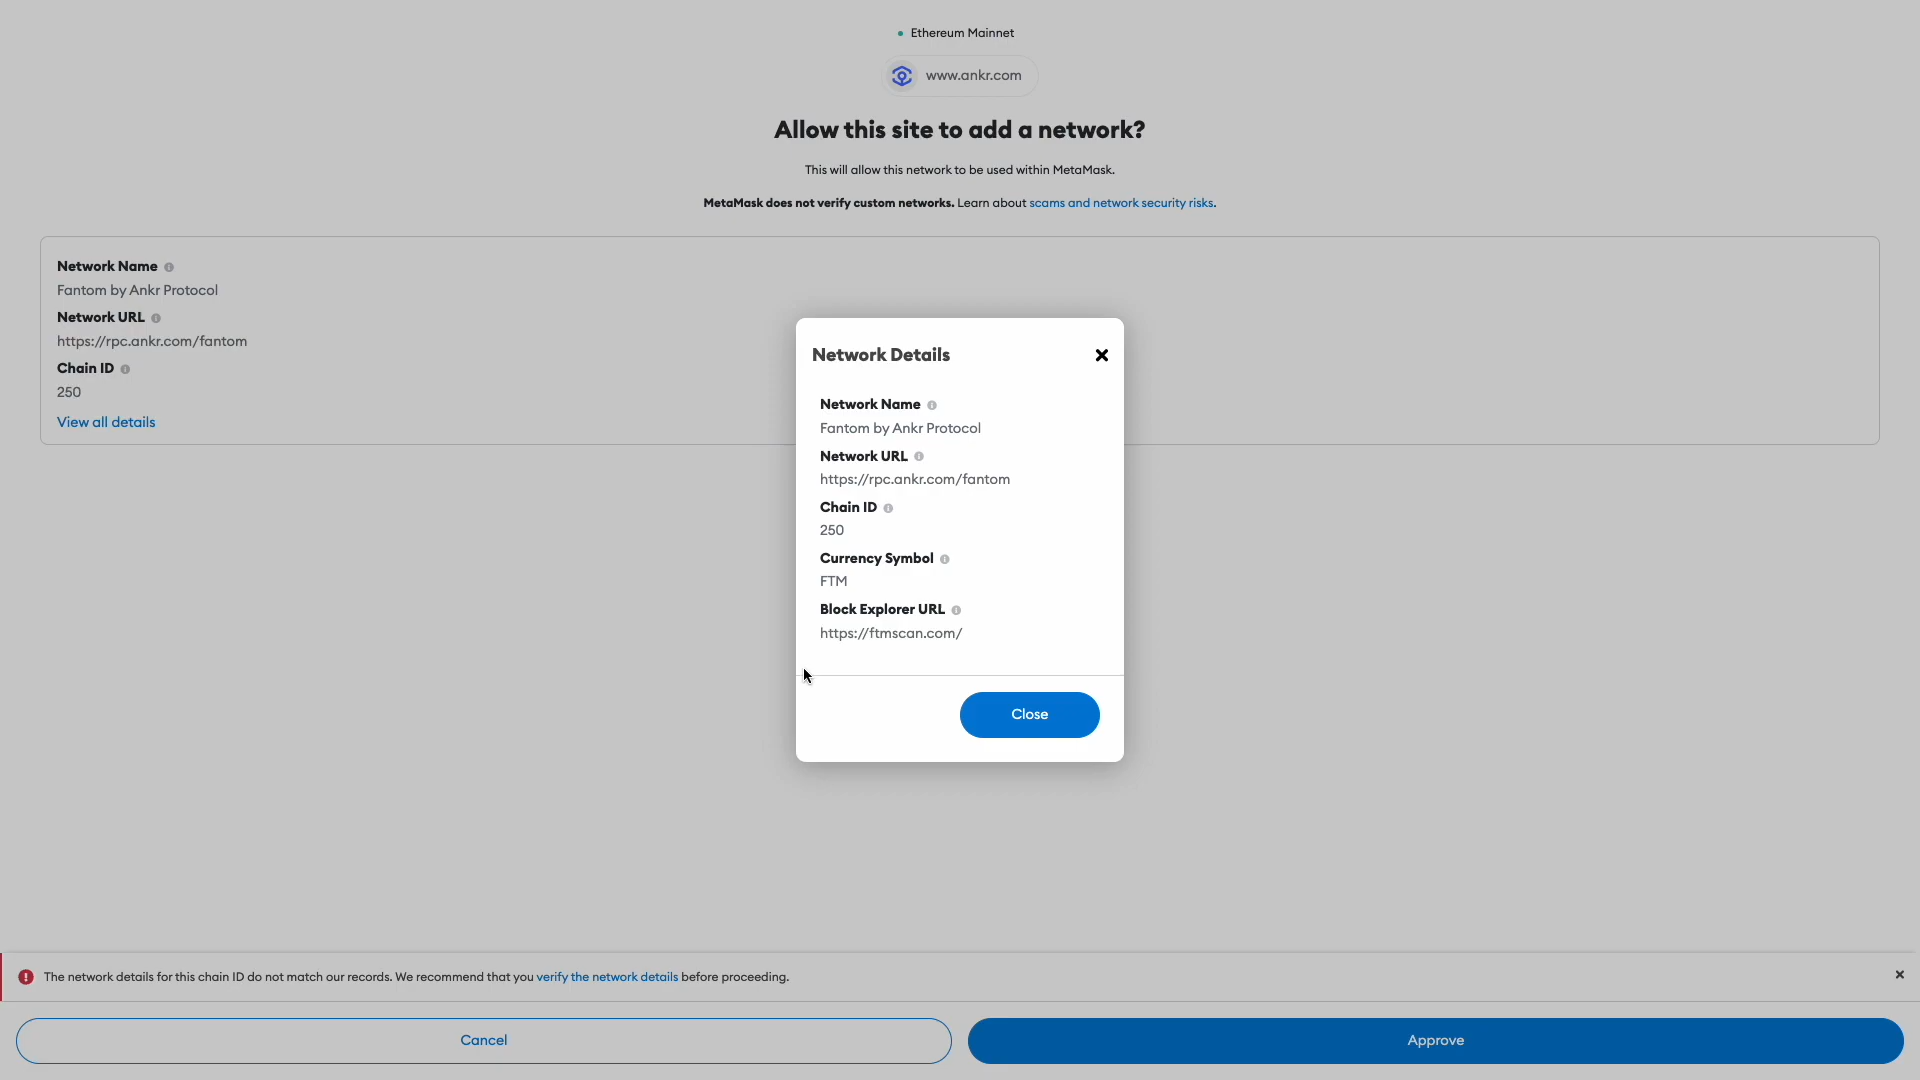 Ethereum Mainnet
www.ankr.com
Allow this site to add a network?
This will allow this network to be used within MetaMask.
MetaMask does not verify custom networks. Learn about scams and network security risks.
Network Name
Fantom by Ankr Protocol
Network URL
https://rpc.ankr.com/fantom
Chain ID
250
View all details
Network Details
Network Name
Fantom by Ankr Protocol
Network URL
https://rpc.ankr.com/fantom
Chain ID
250
Currency Symbol
FTM
Block Explorer URL
https://ftmscan.com/
Close
The network details for this chain ID do not match our records. We recommend that you verify the network details before proceeding.
Cancel
Approve